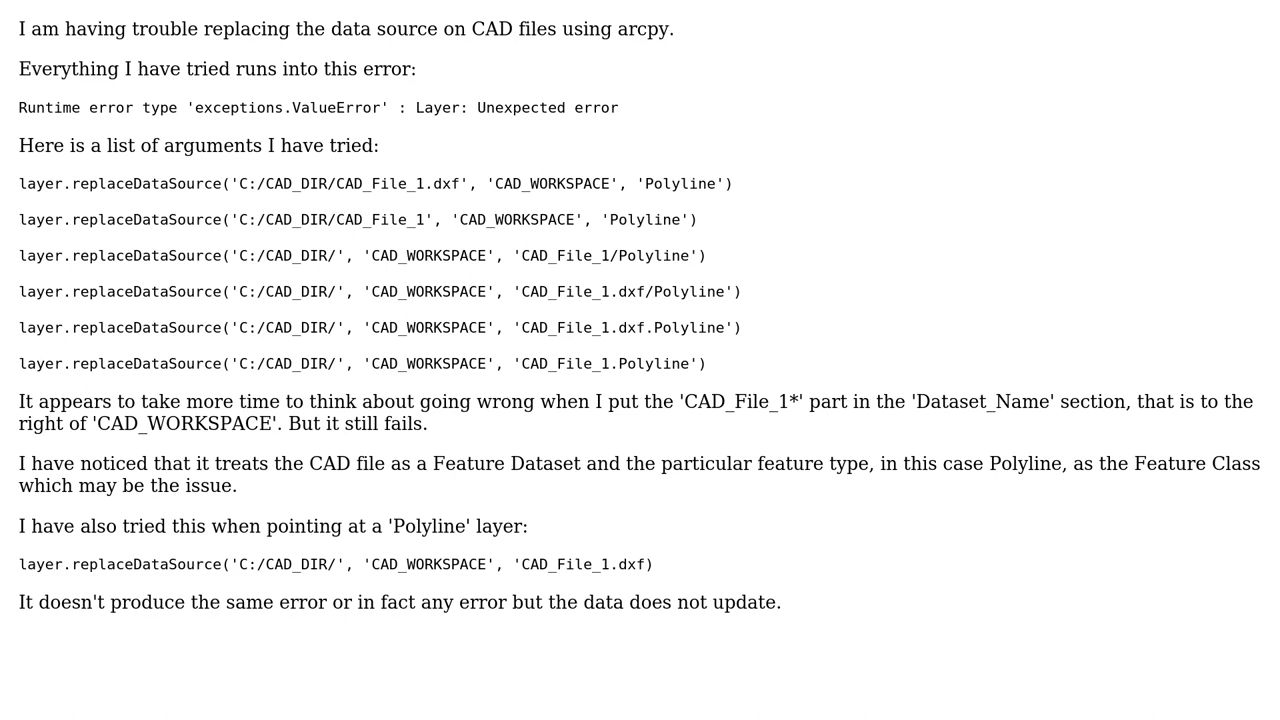 I am having trouble replacing the data source on CAD files using arcpy.
Everything I have tried runs into this error:
Runtime error type 'exceptions.ValueError' : Layer: Unexpected error
Here is a list of arguments I have tried:
layer.replaceDataSource('C:/CAD_DIR/CAD_File_1.dxf', 'CAD_WORKSPACE', 'Polyline')
layer.replaceDataSource('C:/CAD_DIR/CAD_File_1', 'CAD_WORKSPACE', 'Polyline')
layer.replaceDataSource('C:/CAD_DIR/', 'CAD_WORKSPACE', 'CAD_File_1/Polyline')
layer.replaceDataSource('C:/CAD_DIR/', 'CAD_WORKSPACE', 'CAD_File_1.dxf/Polyline')
layer.replaceDataSource('C:/CAD_DIR/', 'CAD_WORKSPACE', 'CAD_File_1.dxf.Polyline')
layer.replaceDataSource('C:/CAD_DIR/', 'CAD_WORKSPACE', 'CAD_File_1.Polyline')
It appears to take more time to think about going wrong when I put the 'CAD_File_1*' part in the 'Dataset_Name' section, that is to the
right of 'CAD_WORKSPACE'. But it still fails.
I have noticed that it treats the CAD file as a Feature Dataset and the particular feature type, in this case Polyline, as the Feature Class
which may be the issue.
I have also tried this when pointing at a 'Polyline' layer:
layer.replaceDataSource('C:/CAD_DIR/', 'CAD_WORKSPACE', 'CAD_File_1.dxf)
It doesn't produce the same error or in fact any error but the data does not update.